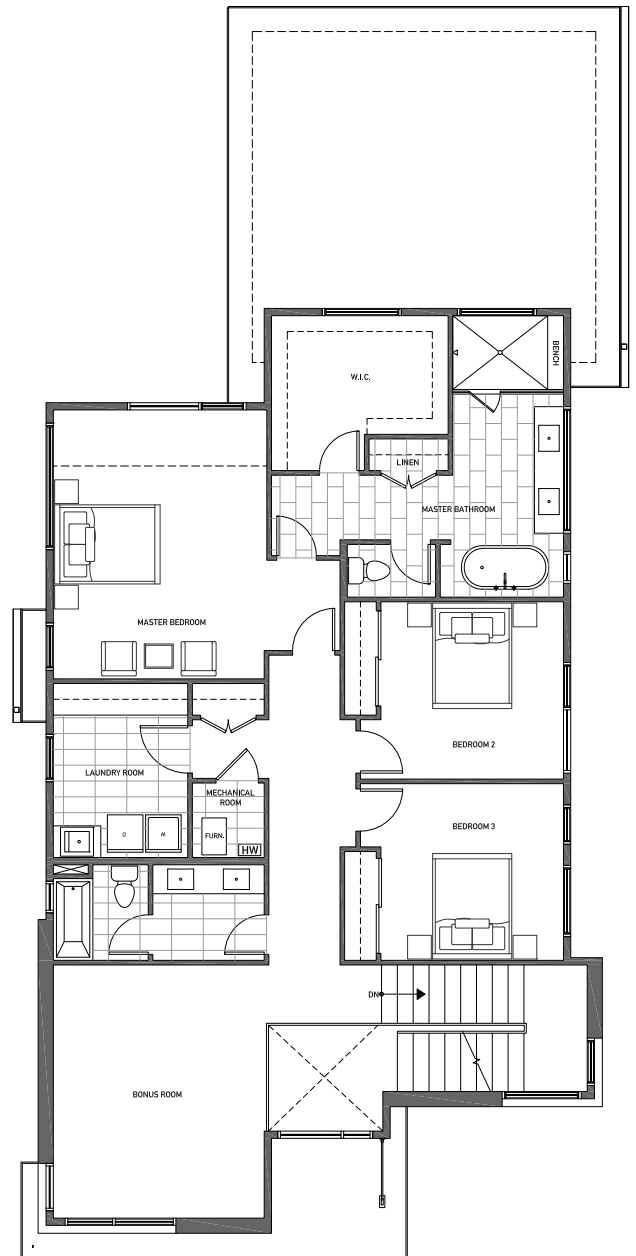 BENCH
W.I.C.
LINEN
MASTER BATHROOM
MASTER BEDROOM
BEDROOM 2
LAUNDRY ROOM
MECHANICAL
ROOM
BEDROOM 3
D
W
FURN.
HW
DN
BONUS ROOM